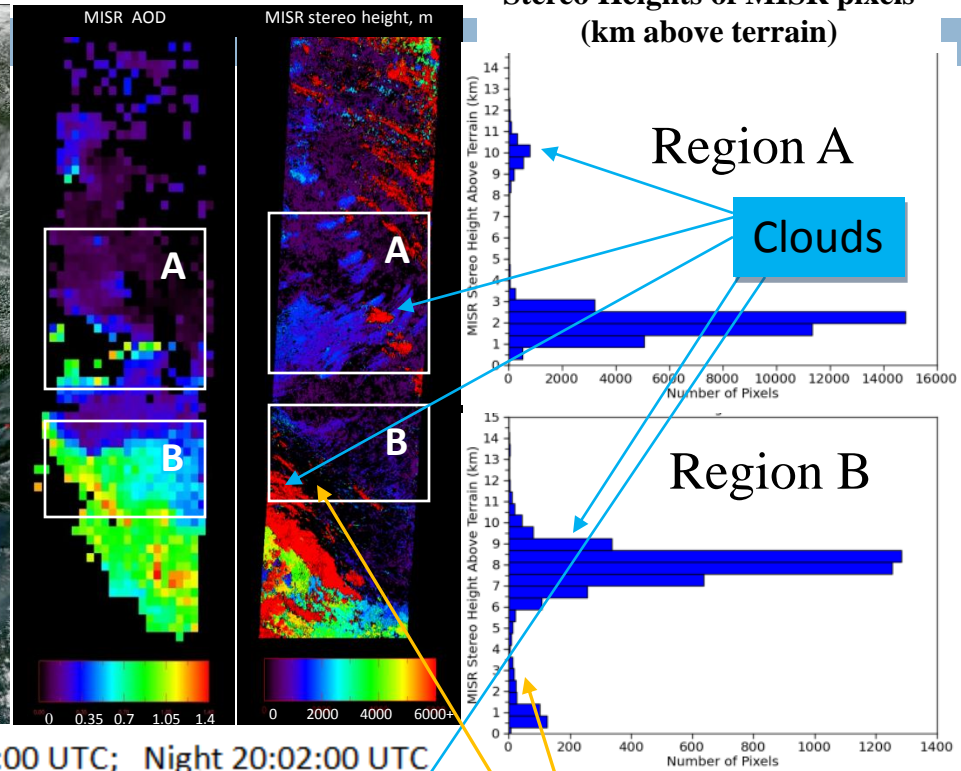 MISR AOD
MISR stereo height, m
Stereo Heights of MISR pixels
(km above terrain)
A
B
0 0.35 0.7 1.05 1.4
A
B
0 2000 4000 6000+
MISR Stereo Height Above Terrain (km)
14
13
12
11
10
9
8
7
6
5
4
3
2
1
0
Region A
Clouds
0 2000 4000 6000 8000 10000 12000 14000 16000
Number of Pixels
MISR Stereo Height Above Terrain (km)
15
14
13
12
11
10
9
8
7
6
5
4
3
2
1
0
Region B
0 200 400 600 800 1000 1200 1400
Number of Pixels
:00 UTC; Night 20:02:00 UTC